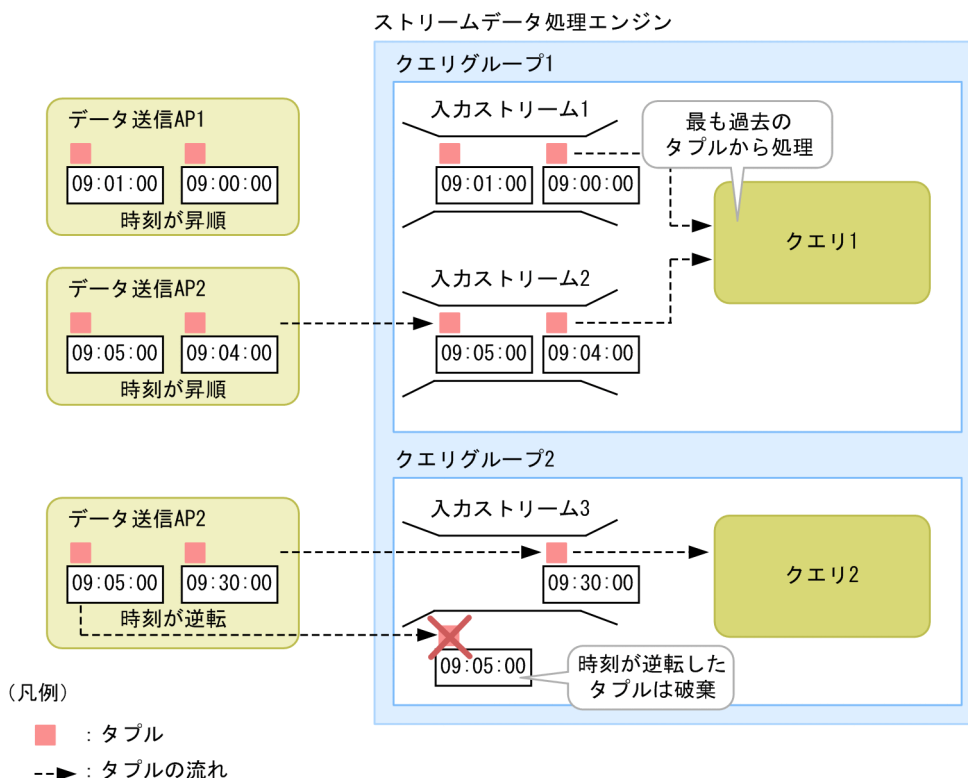 ストリームデータ処理エンジン
クエリグループ1
データ送信AP1
09:01:00
09:00:00
時刻が昇順
入力ストリーム1
09:01:00
09:00:00
最も過去の
タプルから処理
クエリ1
データ送信AP2
09:05:00
09:04:00
時刻が昇順
入力ストリーム2
09:05:00
09:04:00
クエリグループ2
データ送信AP2
09:05:00
09:30:00
時刻が逆転
入力ストリーム3
09:30:00
クエリ2
09:05:00
時刻が逆転した
タプルは破棄
(凡例)
:タプル
:タプルの流れ